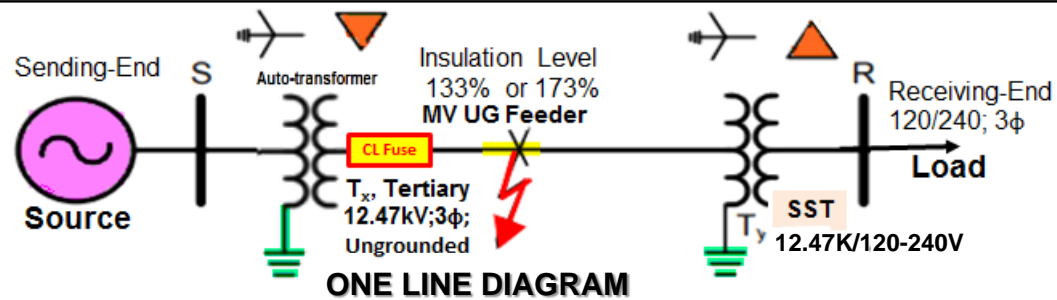 Sending-End
S
Source
Auto-transformer
CL Fuse
Tx, Tertiary
12.47kV;3ϕ;
Ungrounded
Insulation Level
133% or 173%
MV UG Feeder
Ty
SST
12.47K/120-240V
R
Receiving-End
120/240; 3ϕ
Load
ONE LINE DIAGRAM